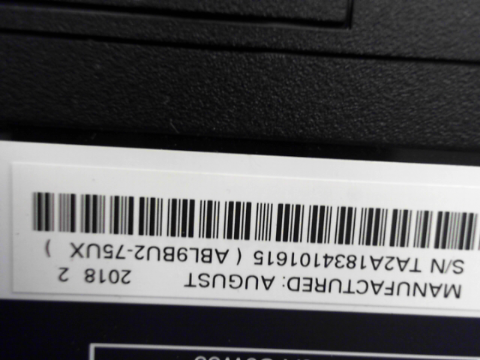 MANUFACTURED: AUGUST 2018 2
S/N TA2A1834101615 ( ABL9BU2-75UX )